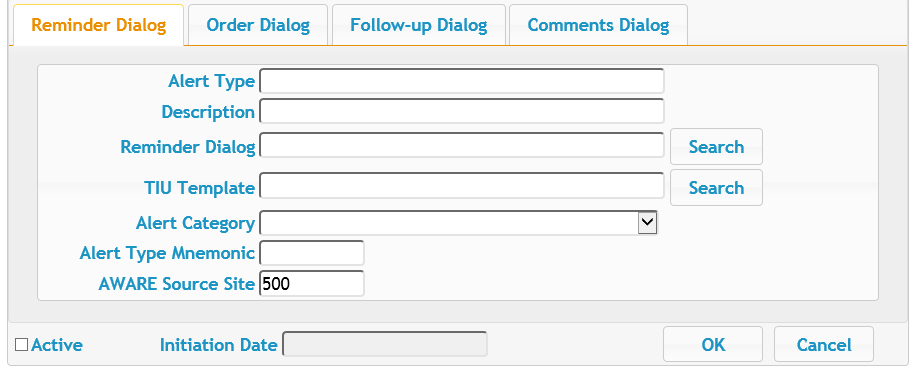 Reminder Dialog Order Dialog Follow-up Dialog Comments Dialog
Alert Type
Description
Reminder Dialog Search
TIU Template Search
Alert Category
Alert Type Mnemonic
AWARE Source Site 500
Active Initiation Date OK Cancel